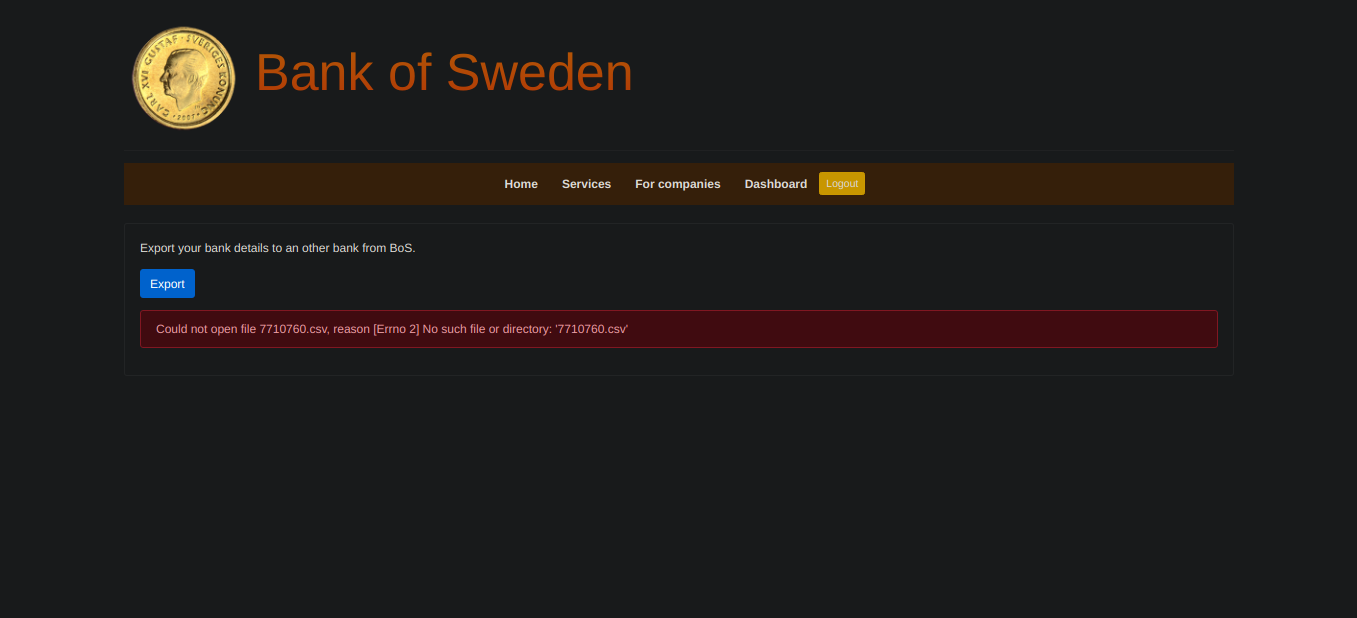 CARL XVI GUSTAF · SVERIGES KONUNG
· 2007 ·
Bank of Sweden
Home Services For companies Dashboard Logout
Export your bank details to an other bank from BoS.
Export
Could not open file 7710760.csv, reason [Errno 2] No such file or directory: '7710760.csv'